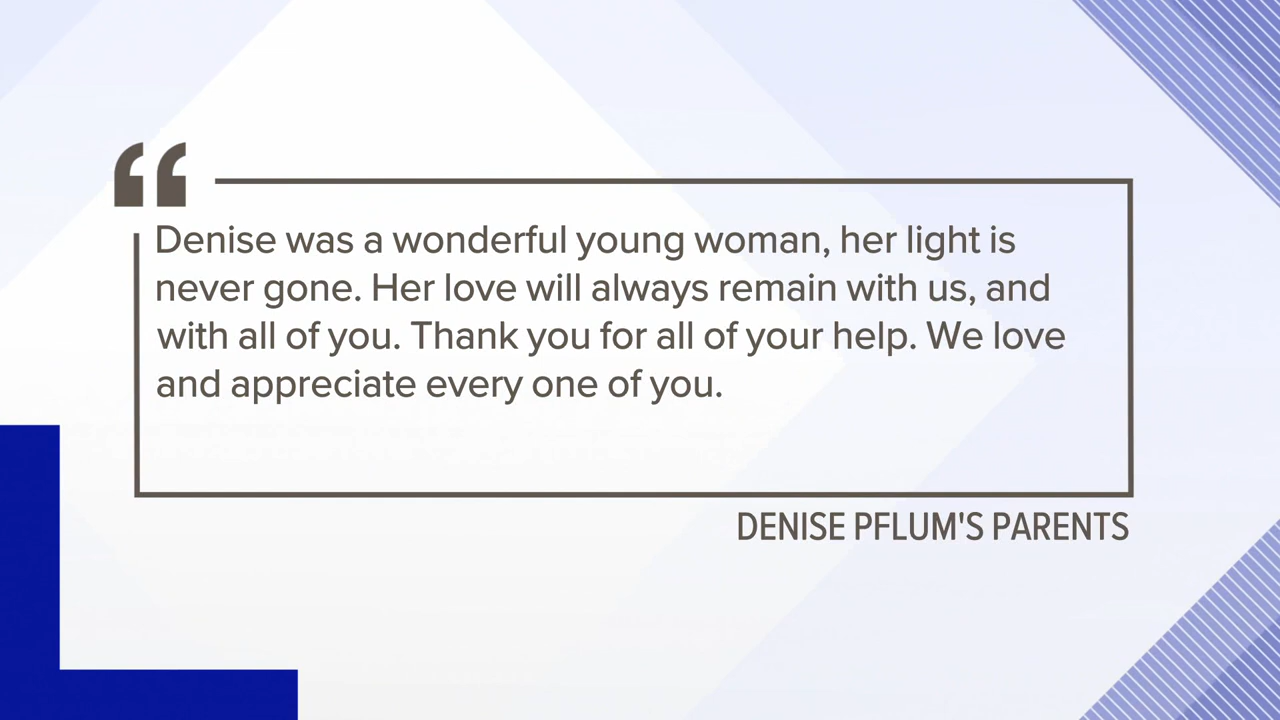 “
Denise was a wonderful young woman, her light is
never gone. Her love will always remain with us, and
with all of you. Thank you for all of your help. We love
and appreciate every one of you.
DENISE PFLUM'S PARENTS